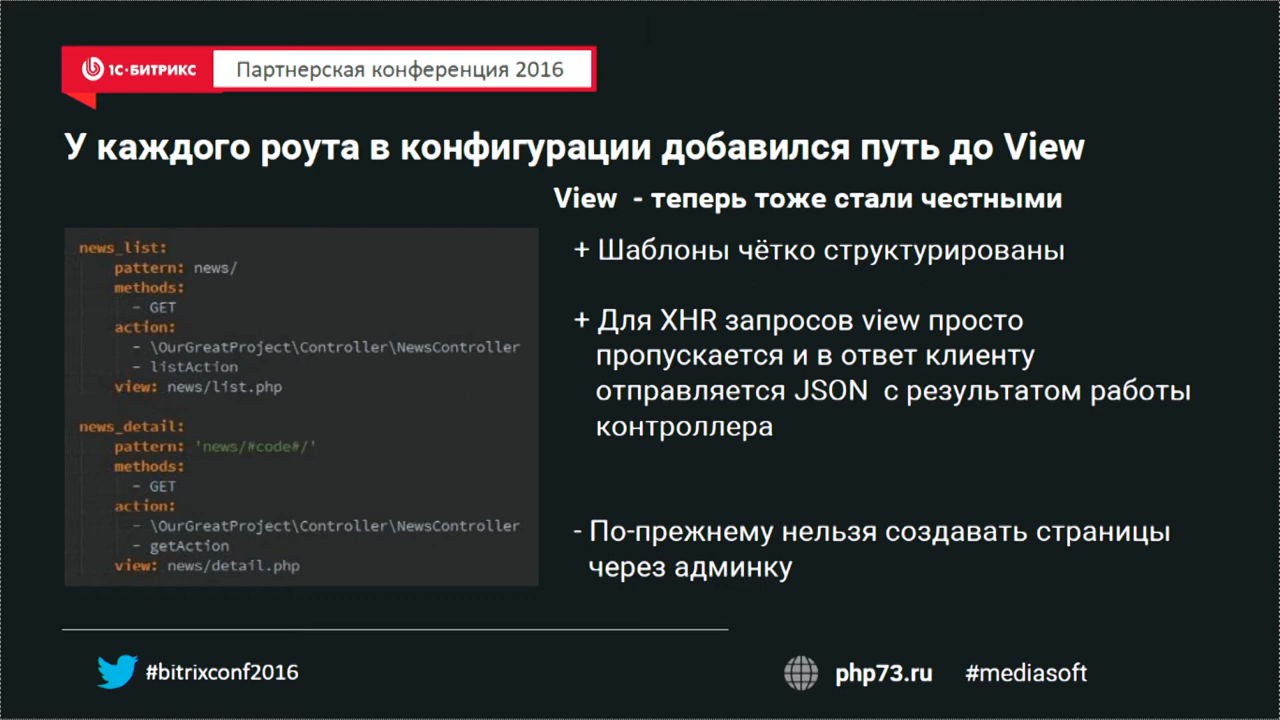 1С·БИТРИКС
Партнерская конференция 2016
У каждого роута в конфигурации добавился путь до View
View - теперь тоже стали честными
news_list:
pattern: news/
methods:
- GET
action:
- \OurGreatProject\Controller\NewsController
- listAction
view: news/list.php
news_detail:
pattern: 'news/#code#/'
methods:
- GET
action:
- \OurGreatProject\Controller\NewsController
- getAction
view: news/detail.php
+ Шаблоны чётко структурированы
+ Для XHR запросов view просто
пропускается и в ответ клиенту
отправляется JSON с результатом работы
контроллера
- По-прежнему нельзя создавать страницы
через админку
#bitrixconf2016
php73.ru
#mediasoft